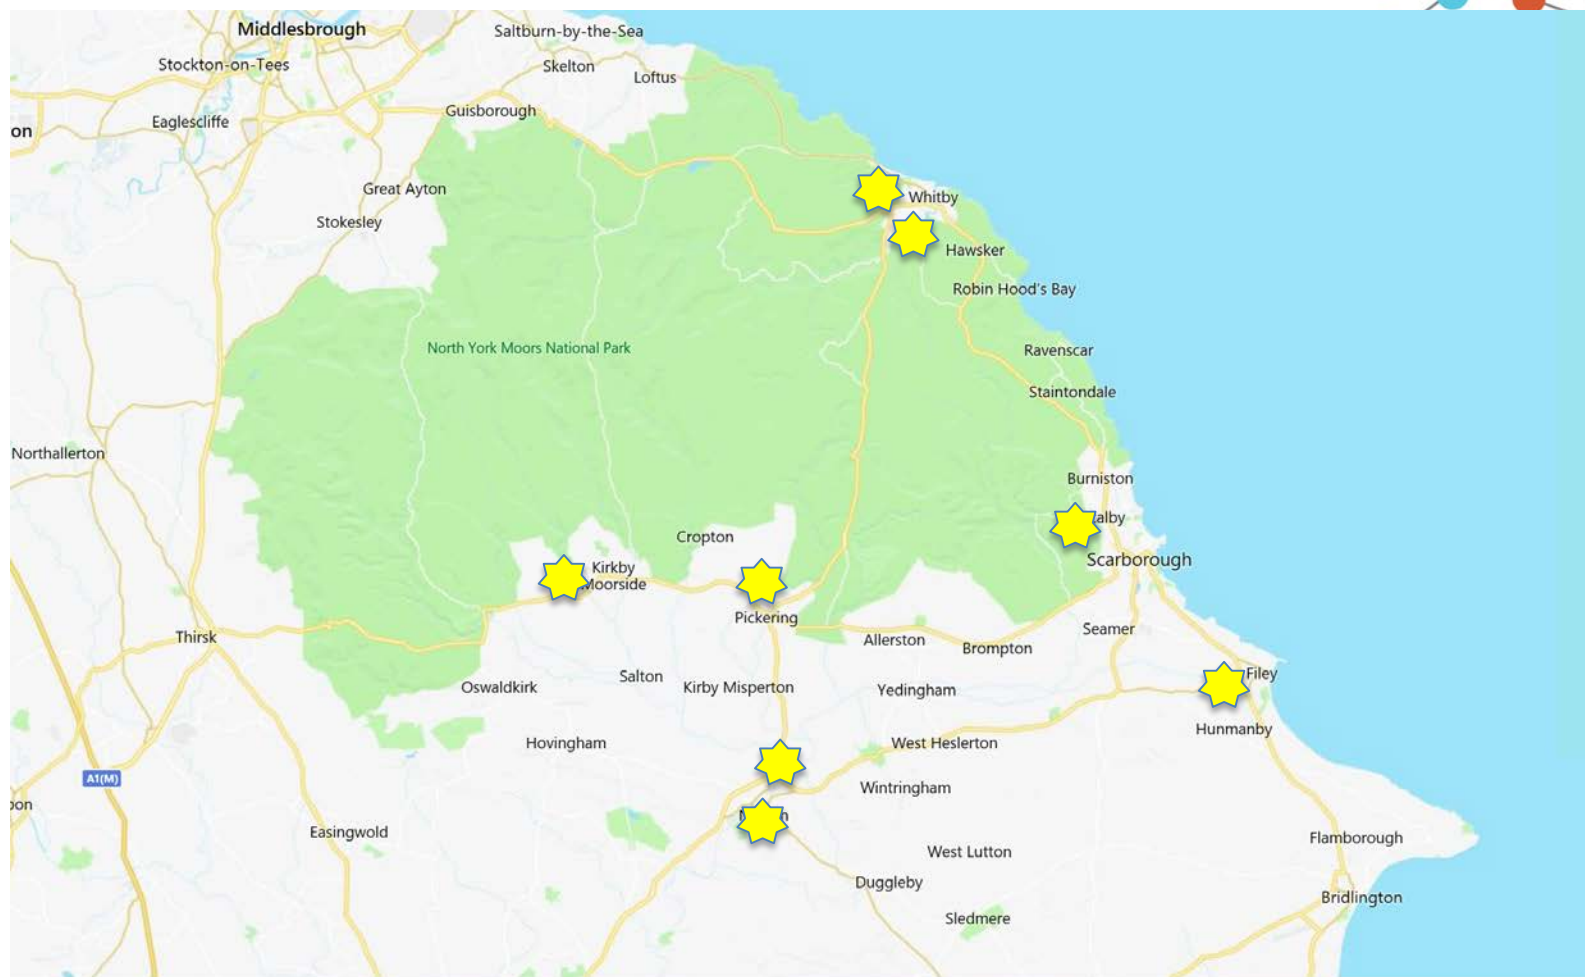 Middlesbrough
Saltburn-by-the-Sea
Stockton-on-Tees
Skelton
Loftus
Guisborough
Eaglescliffe
on
Great Ayton
Whitby
Stokesley
Hawsker
Robin Hood's Bay
North York Moors National Park
Ravenscar
Staintondale
Northallerton
Burniston
alby
Cropton
Scarborough
Kirkby
Moorside
Pickering
Seamer
Thirsk
Allerston
Brompton
Salton
Filey
Oswaldkirk
Kirby Misperton
Yedingham
Hunmanby
Hovingham
West Heslerton
A1(M)
Wintringham
on
Easingwold
Flamborough
West Lutton
Duggleby
Bridlington
Sledmere